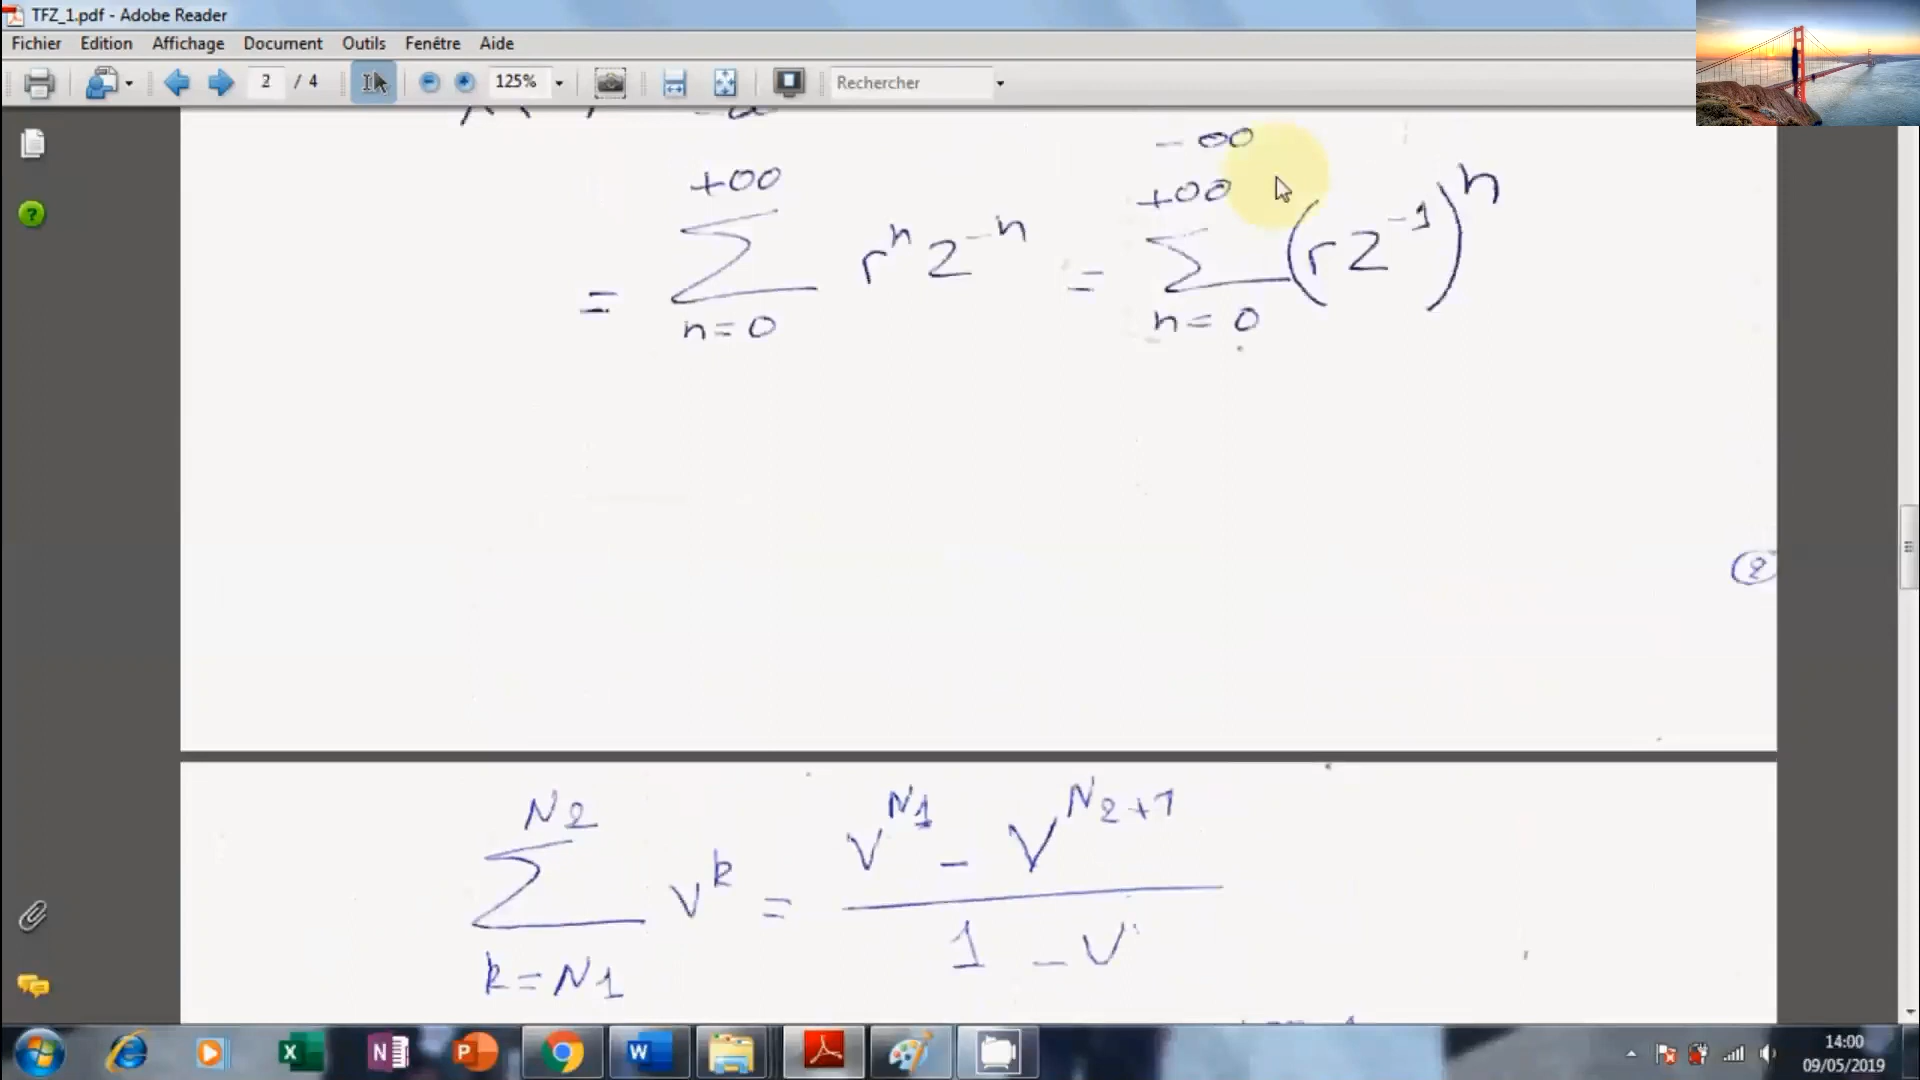 TFZ_1.pdf - Adobe Reader
Fichier Edition Affichage Document Outils Fenêtre Aide
2 / 4 125% Rechercher
- ∞
+∞ +∞
= Σ rⁿ z⁻ⁿ = Σ (r z⁻¹)ⁿ
n=0 n=0
2
N2
Σ v^k = (v^N1 - v^(N2+1)) / (1 - v)
k=N1
14:00
09/05/2019